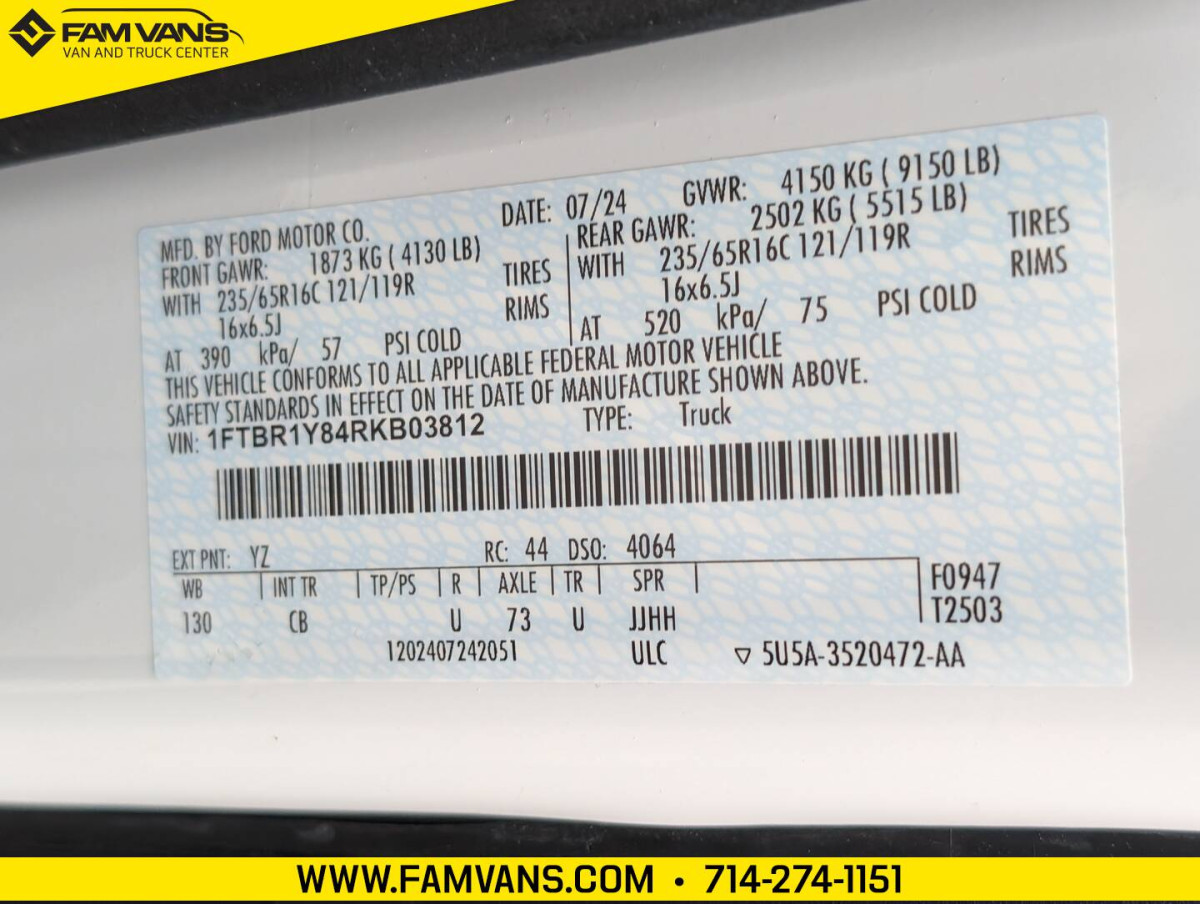 FAM VANS
VAN AND TRUCK CENTER
MFD. BY FORD MOTOR CO. DATE: 07/24 GVWR: 4150 KG ( 9150 LB)
FRONT GAWR: 1873 KG ( 4130 LB) REAR GAWR: 2502 KG ( 5515 LB)
WITH 235/65R16C 121/119R TIRES WITH 235/65R16C 121/119R TIRES
16x6.5J RIMS 16x6.5J RIMS
AT 390 kPa/ 57 PSI COLD AT 520 kPa/ 75 PSI COLD
THIS VEHICLE CONFORMS TO ALL APPLICABLE FEDERAL MOTOR VEHICLE
SAFETY STANDARDS IN EFFECT ON THE DATE OF MANUFACTURE SHOWN ABOVE.
VIN: 1FTBR1Y84RKB03812 TYPE: Truck
EXT PNT: YZ RC: 44 DSO: 4064
WB INT TR TP/PS R AXLE TR SPR F0947
130 CB U 73 U JJHH T2503
1202407242051 ULC ▽ 5U5A-3520472-AA
WWW.FAMVANS.COM • 714-274-1151